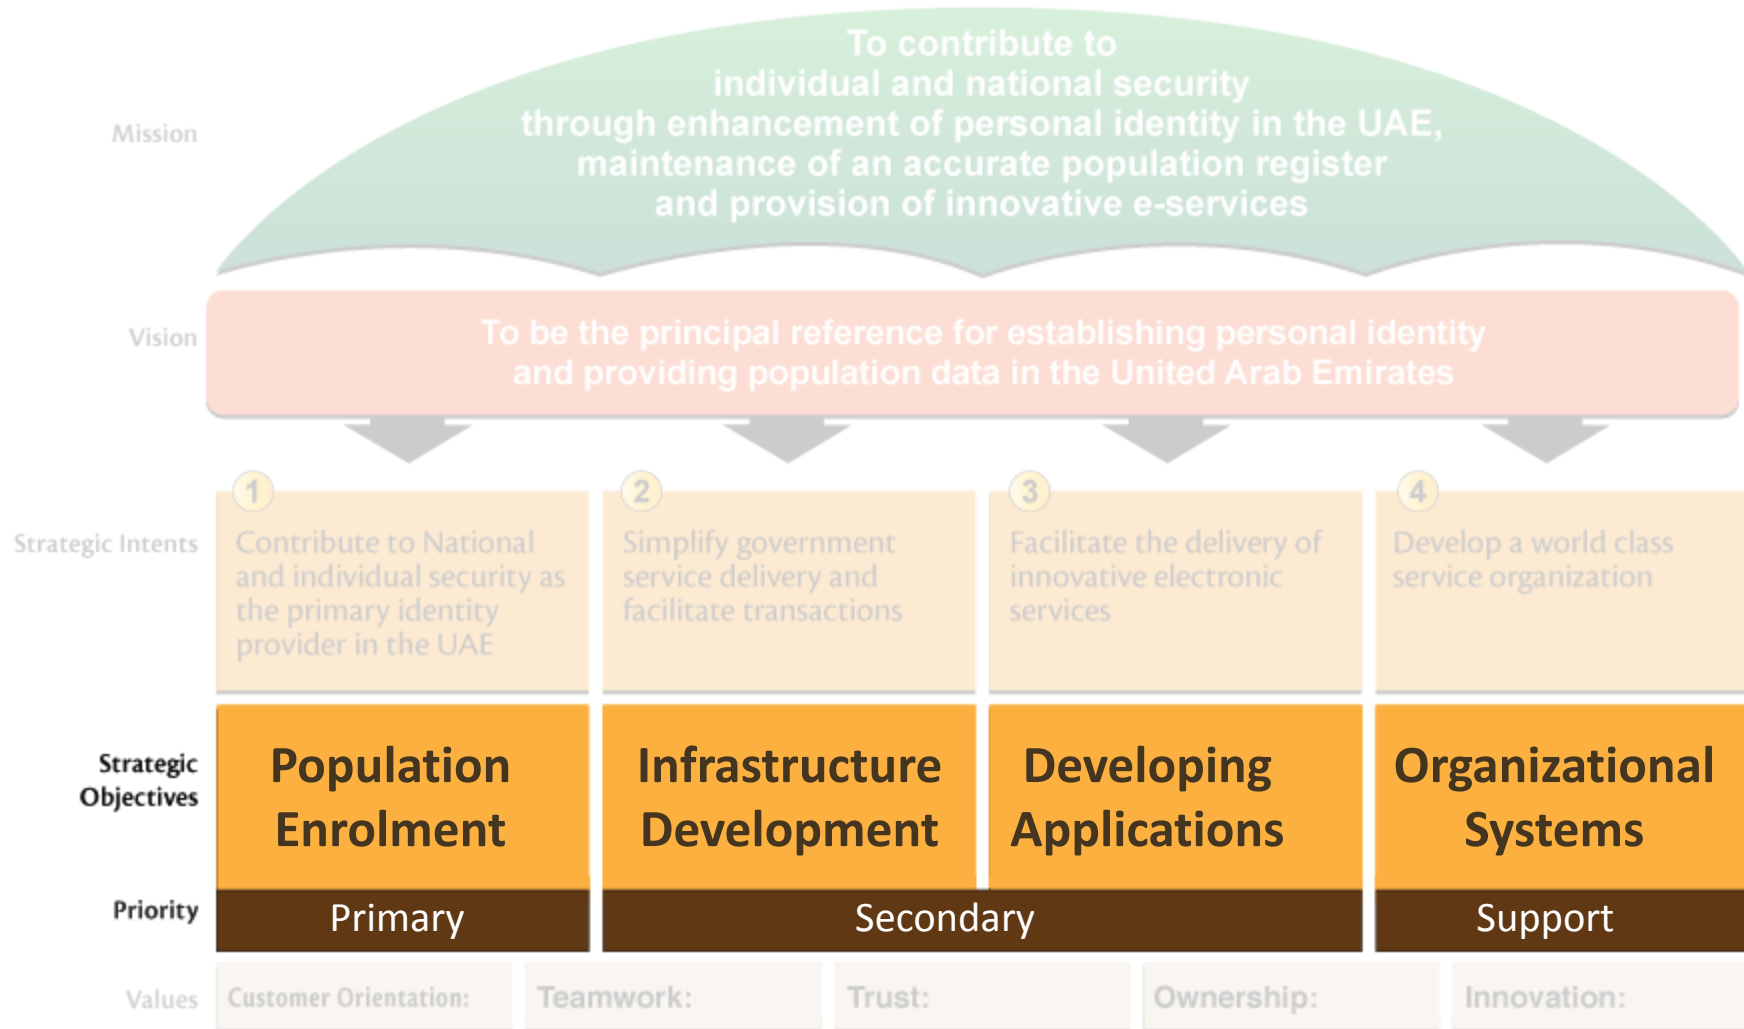 To contribute to
individual and national security
through enhancement of personal identity in the UAE,
maintenance of an accurate population register
and provision of innovative e-services
Mission
Vision
To be the principal reference for establishing personal identity
and providing population data in the United Arab Emirates
Strategic Intents
1
Contribute to National
and individual security as
the primary identity
provider in the UAE
2
Simplify government
service delivery and
facilitate transactions
3
Facilitate the delivery of
innovative electronic
services
4
Develop a world class
service organization
Strategic
Objectives
Population
Enrolment
Infrastructure
Development
Developing
Applications
Organizational
Systems
Priority
Primary
Secondary
Support
Values
Customer Orientation:
Teamwork:
Trust:
Ownership:
Innovation: